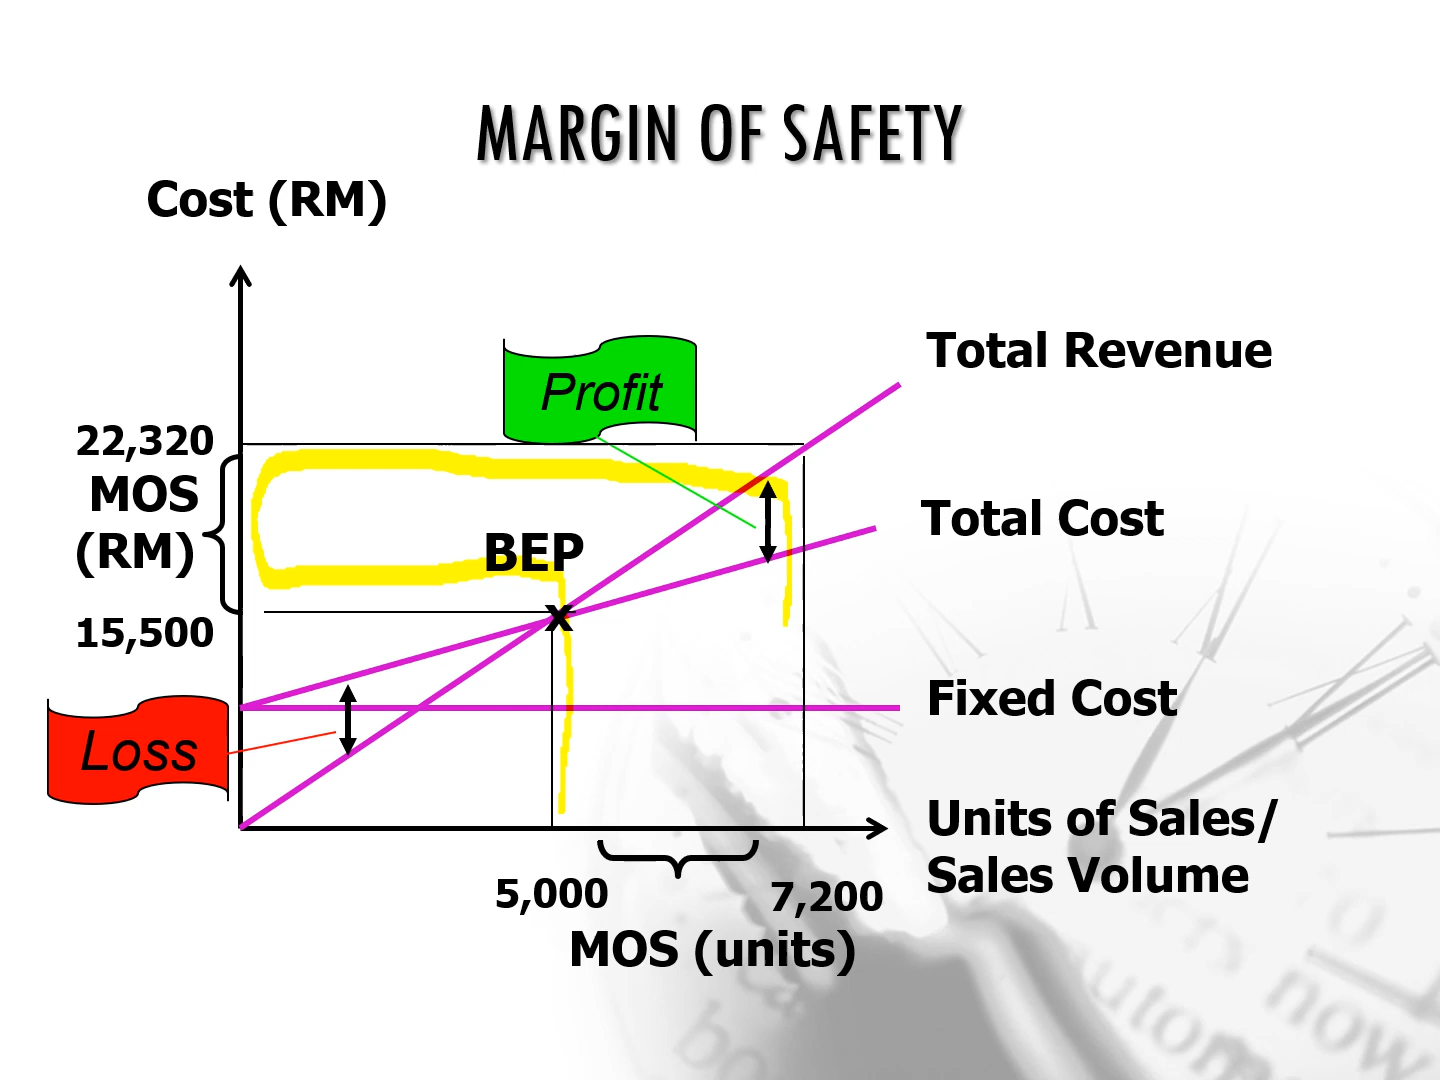 MARGIN OF SAFETY
Cost (RM)
Total Revenue
Profit
22,320
MOS
(RM)
Total Cost
BEP
x
15,500
Fixed Cost
Loss
Units of Sales/
Sales Volume
5,000
7,200
MOS (units)
now